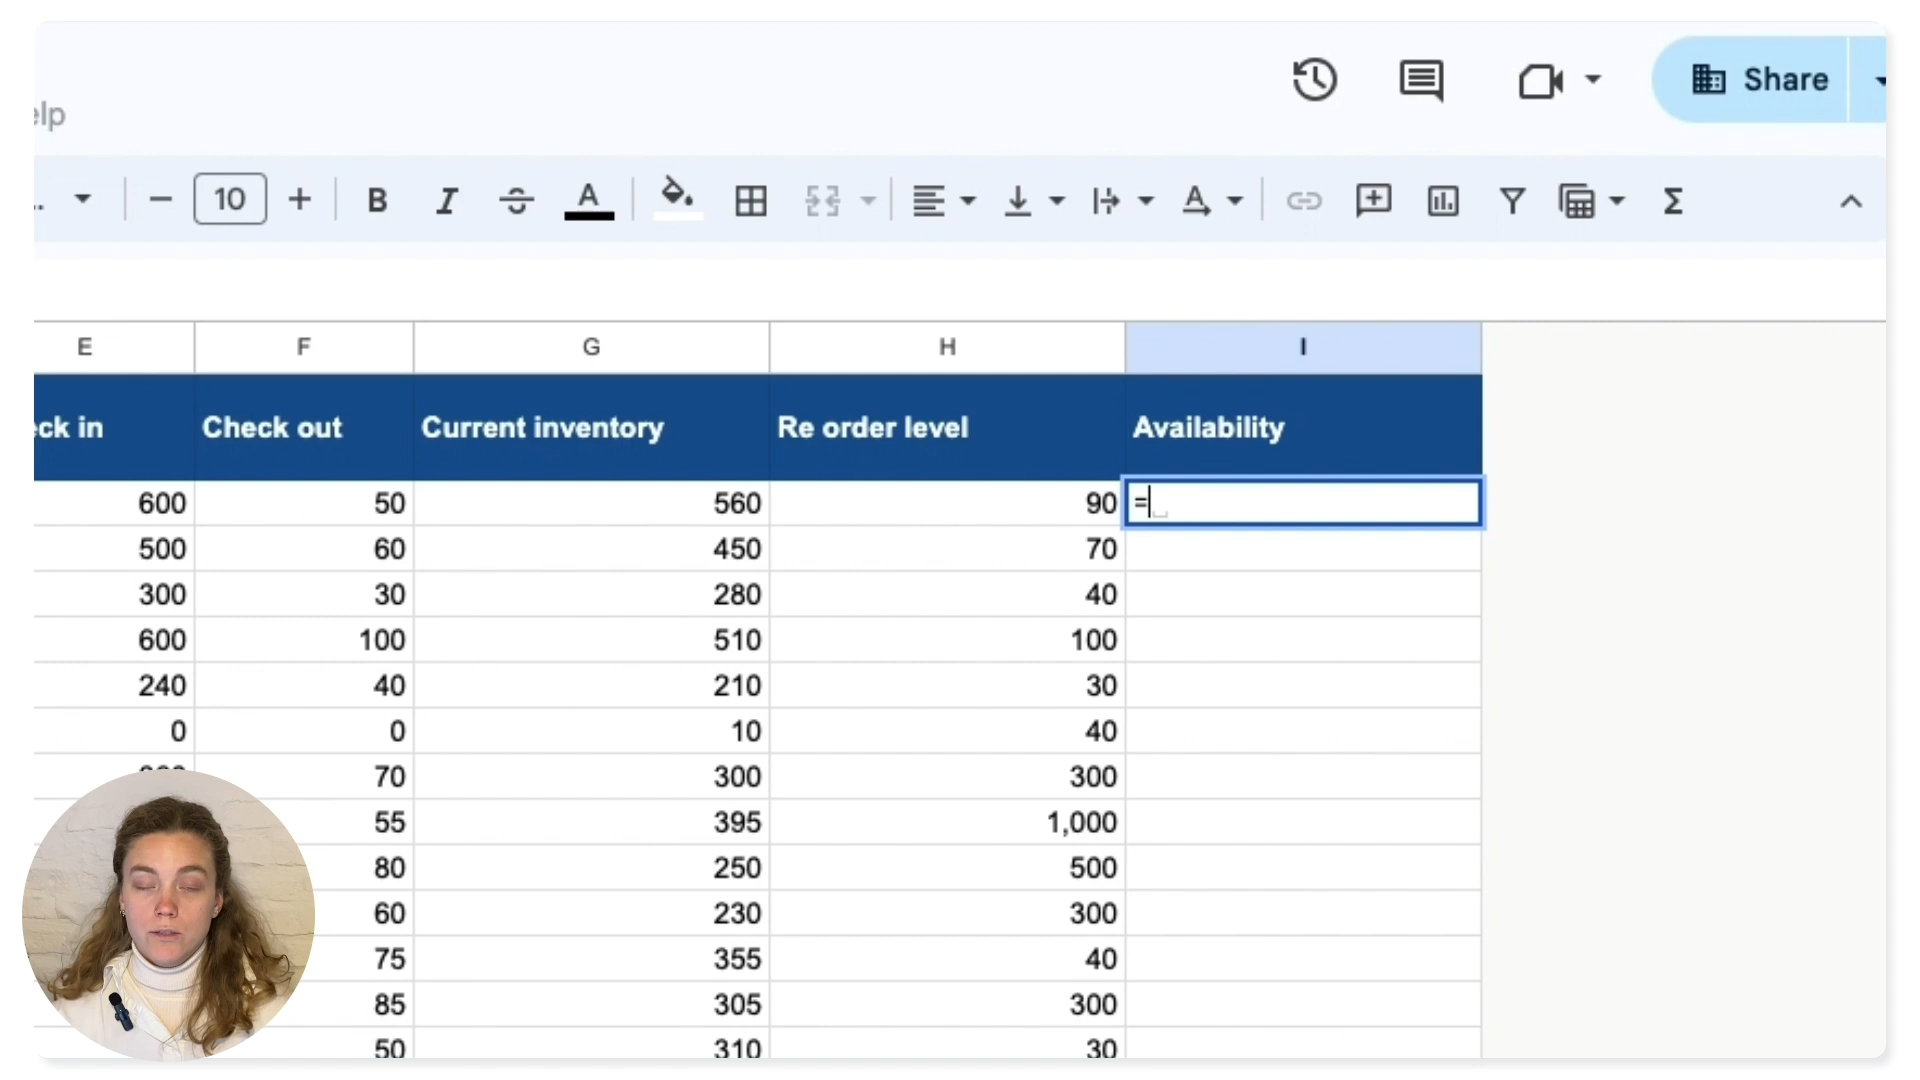 Share
elp
10
E F G H I
eck in Check out Current inventory Re order level Availability
600 50 560 90 =
500 60 450 70
300 30 280 40
600 100 510 100
240 40 210 30
0 0 10 40
70 300 300
55 395 1,000
80 250 500
60 230 300
75 355 40
85 305 300
50 310 30